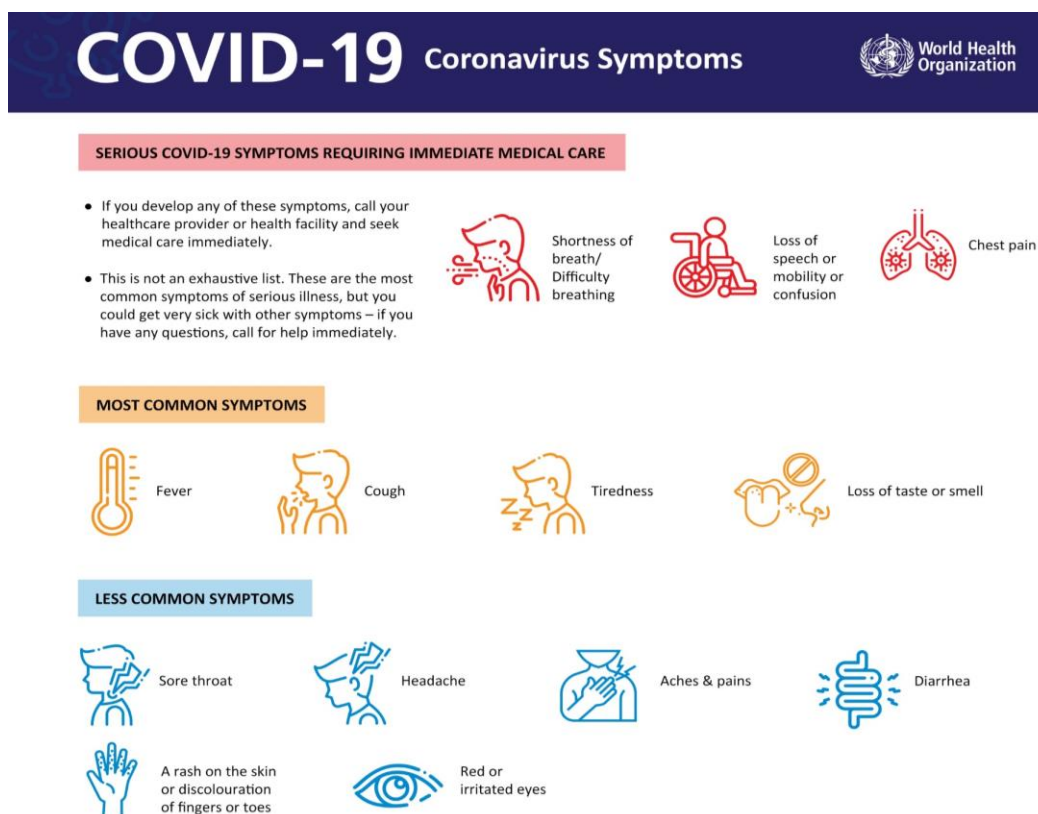 COVID-19 Coronavirus Symptoms
World Health
Organization
SERIOUS COVID-19 SYMPTOMS REQUIRING IMMEDIATE MEDICAL CARE
● If you develop any of these symptoms, call your
healthcare provider or health facility and seek
medical care immediately.
● This is not an exhaustive list. These are the most
common symptoms of serious illness, but you
could get very sick with other symptoms – if you
have any questions, call for help immediately.
Shortness of
breath/
Difficulty
breathing
Loss of
speech or
mobility or
confusion
Chest pain
MOST COMMON SYMPTOMS
Fever
Cough
Tiredness
Loss of taste or smell
LESS COMMON SYMPTOMS
Sore throat
Headache
Aches & pains
Diarrhea
A rash on the skin
or discolouration
of fingers or toes
Red or
irritated eyes